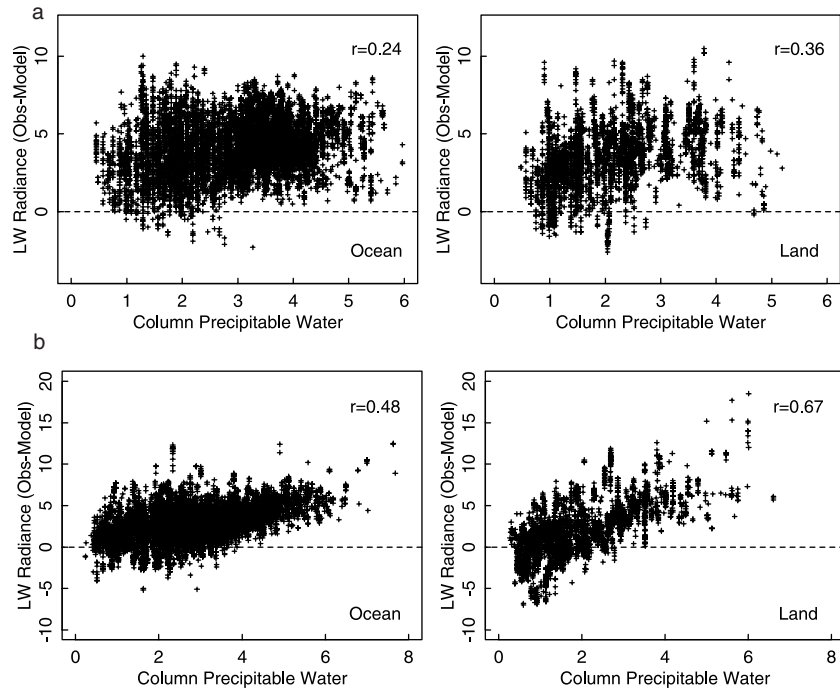 a
LW Radiance (Obs-Model)
10
5
0
r=0.24
Ocean
0 1 2 3 4 5 6
Column Precipitable Water
LW Radiance (Obs-Model)
10
5
0
r=0.36
Land
0 1 2 3 4 5 6
Column Precipitable Water
b
LW Radiance (Obs-Model)
20
15
10
5
0
-5
-10
r=0.48
Ocean
0 2 4 6 8
Column Precipitable Water
LW Radiance (Obs-Model)
20
15
10
5
0
-5
-10
r=0.67
Land
0 2 4 6 8
Column Precipitable Water